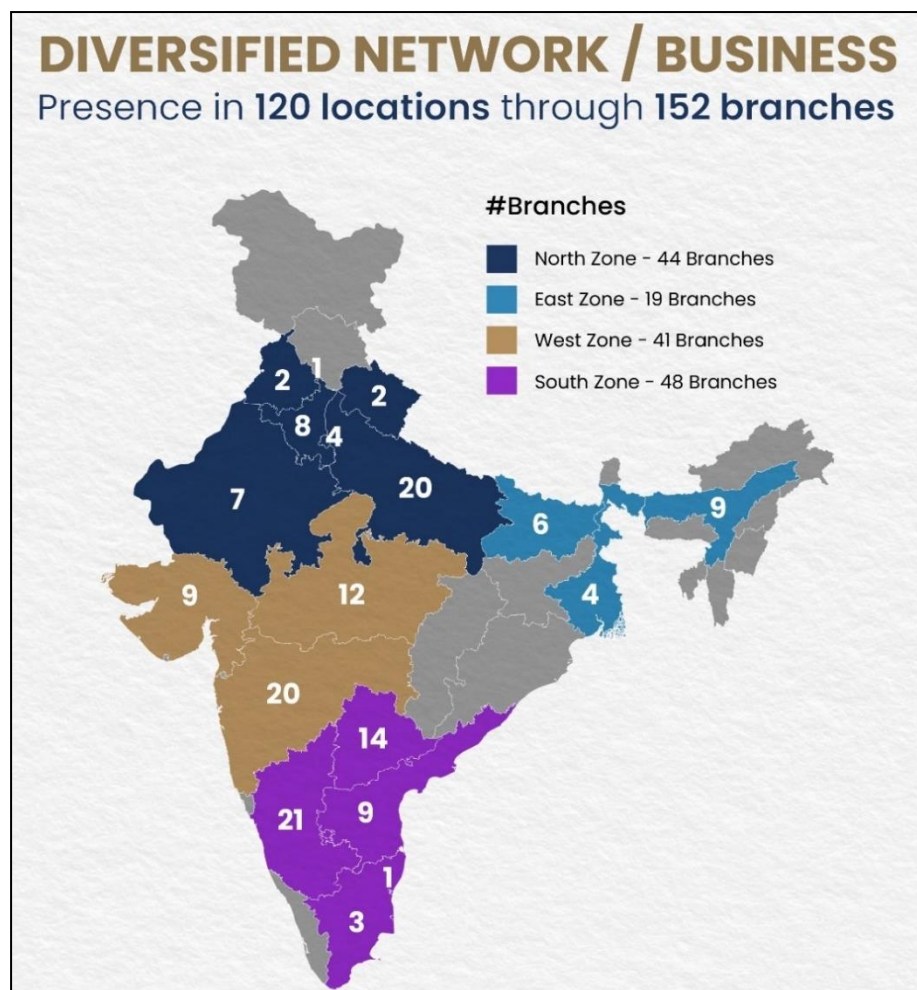 DIVERSIFIED NETWORK / BUSINESS
Presence in 120 locations through 152 branches
#Branches
North Zone - 44 Branches
East Zone - 19 Branches
West Zone - 41 Branches
South Zone - 48 Branches
1
2
2
8
4
7
20
6
9
9
12
4
20
14
21
9
1
3